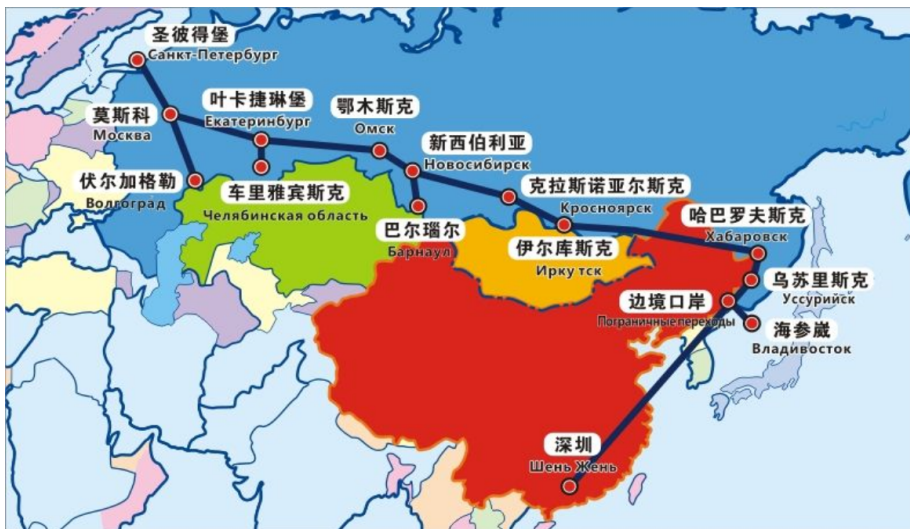 圣彼得堡
Санкт-Петербург
莫斯科
Москва
叶卡捷琳堡
Екатеринбург
鄂木斯克
Омск
新西伯利亚
Новосибирск
伏尔加格勒
Волгоград
车里雅宾斯克
Челябинская область
巴尔瑙尔
Барнаул
克拉斯诺亚尔斯克
Красноярск
伊尔库斯克
Иркутск
哈巴罗夫斯克
Хабаровск
乌苏里斯克
Уссурийск
边境口岸
Пограничные переходы
海参崴
Владивосток
深圳
Шень Жень